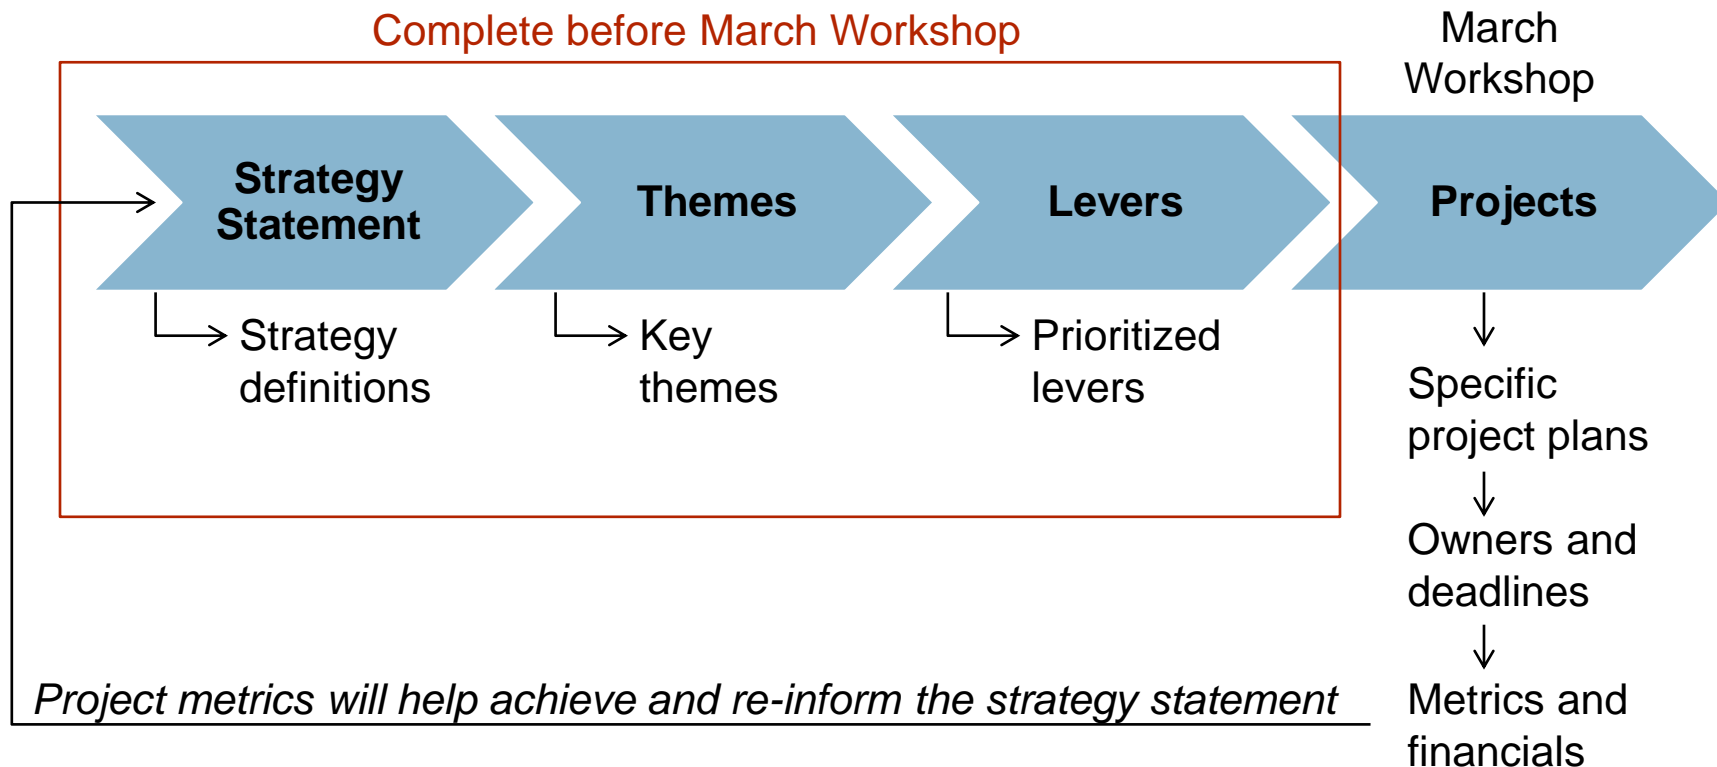 Complete before March Workshop
March
Workshop
Strategy
Statement
Themes
Levers
Projects
Strategy
definitions
Key
themes
Prioritized
levers
Specific
project plans
Owners and
deadlines
Project metrics will help achieve and re-inform the strategy statement
Metrics and
financials